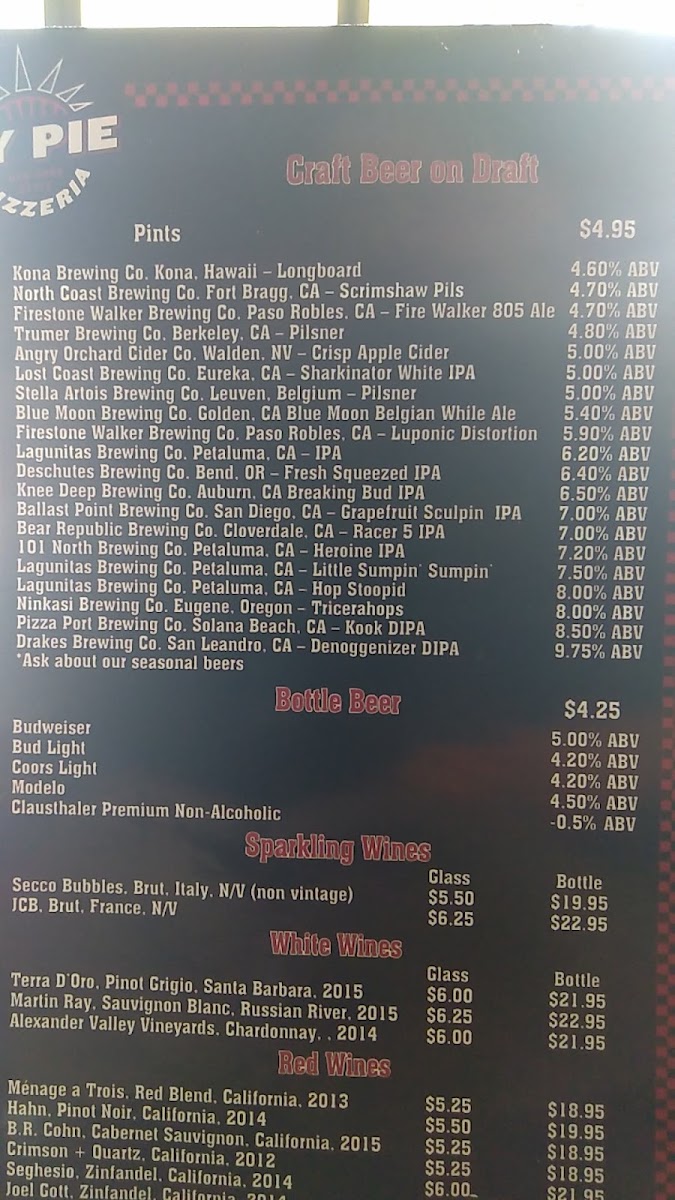 Y PIE
IZZERIA
Craft Beer on Draft
Pints $4.95
Kona Brewing Co. Kona, Hawaii – Longboard 4.60% ABV
North Coast Brewing Co. Fort Bragg, CA – Scrimshaw Pils 4.70% ABV
Firestone Walker Brewing Co. Paso Robles, CA – Fire Walker 805 Ale 4.70% ABV
Trumer Brewing Co. Berkeley, CA – Pilsner 4.80% ABV
Angry Orchard Cider Co. Walden, NV – Crisp Apple Cider 5.00% ABV
Lost Coast Brewing Co. Eureka, CA – Sharkinator White IPA 5.00% ABV
Stella Artois Brewing Co. Leuven, Belgium – Pilsner 5.00% ABV
Blue Moon Brewing Co. Golden, CA Blue Moon Belgian While Ale 5.40% ABV
Firestone Walker Brewing Co. Paso Robles, CA – Luponic Distortion 5.90% ABV
Lagunitas Brewing Co. Petaluma, CA – IPA 6.20% ABV
Deschutes Brewing Co. Bend, OR – Fresh Squeezed IPA 6.40% ABV
Knee Deep Brewing Co. Auburn, CA Breaking Bud IPA 6.50% ABV
Ballast Point Brewing Co. San Diego, CA – Grapefruit Sculpin IPA 7.00% ABV
Bear Republic Brewing Co. Cloverdale, CA – Racer 5 IPA 7.00% ABV
101 North Brewing Co. Petaluma, CA – Heroine IPA 7.20% ABV
Lagunitas Brewing Co. Petaluma, CA – Little Sumpin' Sumpin' 7.50% ABV
Lagunitas Brewing Co. Petaluma, CA – Hop Stoopid 8.00% ABV
Ninkasi Brewing Co. Eugene, Oregon – Tricerahops 8.00% ABV
Pizza Port Brewing Co. Solana Beach, CA – Kook DIPA 8.50% ABV
Drakes Brewing Co. San Leandro, CA – Denoggenizer DIPA 9.75% ABV
*Ask about our seasonal beers
Bottle Beer $4.25
Budweiser 5.00% ABV
Bud Light 4.20% ABV
Coors Light 4.20% ABV
Modelo 4.50% ABV
Clausthaler Premium Non-Alcoholic -0.5% ABV
Sparkling Wines
Glass Bottle
Secco Bubbles, Brut, Italy, N/V (non vintage) $5.50 $19.95
JCB, Brut, France, N/V $6.25 $22.95
White Wines
Glass Bottle
Terra D'Oro, Pinot Grigio, Santa Barbara, 2015 $6.00 $21.95
Martin Ray, Sauvignon Blanc, Russian River, 2015 $6.25 $22.95
Alexander Valley Vineyards, Chardonnay, , 2014 $6.00 $21.95
Red Wines
Ménage a Trois, Red Blend, California, 2013 $5.25 $18.95
Hahn, Pinot Noir, California, 2014 $5.50 $19.95
B.R. Cohn, Cabernet Sauvignon, California, 2015 $5.25 $18.95
Crimson + Quartz, California, 2012 $5.25 $18.95
Seghesio, Zinfandel, California, 2014 $6.00 $21.95
Joel Gott, Zinfandel, California 2014